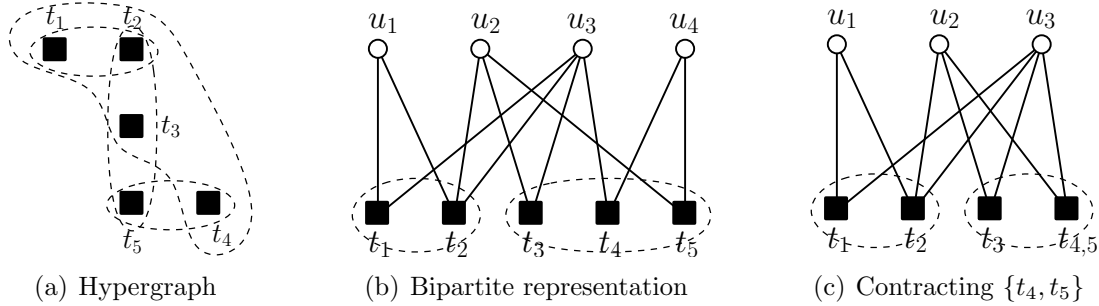 t₁ t₂
t₃
t₅ t₄
(a) Hypergraph
u₁ u₂ u₃ u₄
t₁ t₂ t₃ t₄ t₅
(b) Bipartite representation
u₁ u₂ u₃
t₁ t₂ t₃ t₄,₅
(c) Contracting {t₄, t₅}